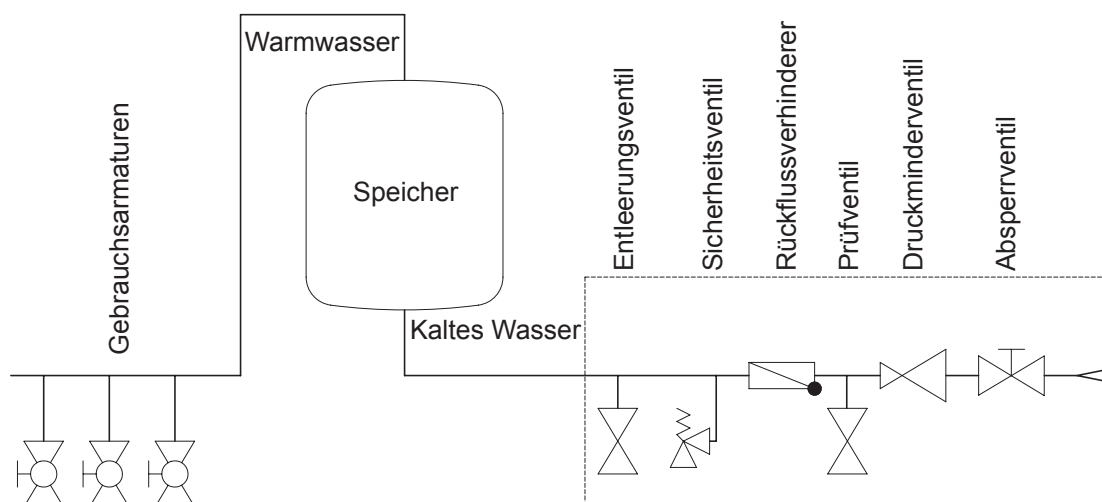 Warmwasser
Speicher
Kaltes Wasser
Gebrauchsarmaturen
Entleerungsventil
Sicherheitsventil
Rückflussverhinderer
Prüfventil
Druckminderventil
Absperrventil